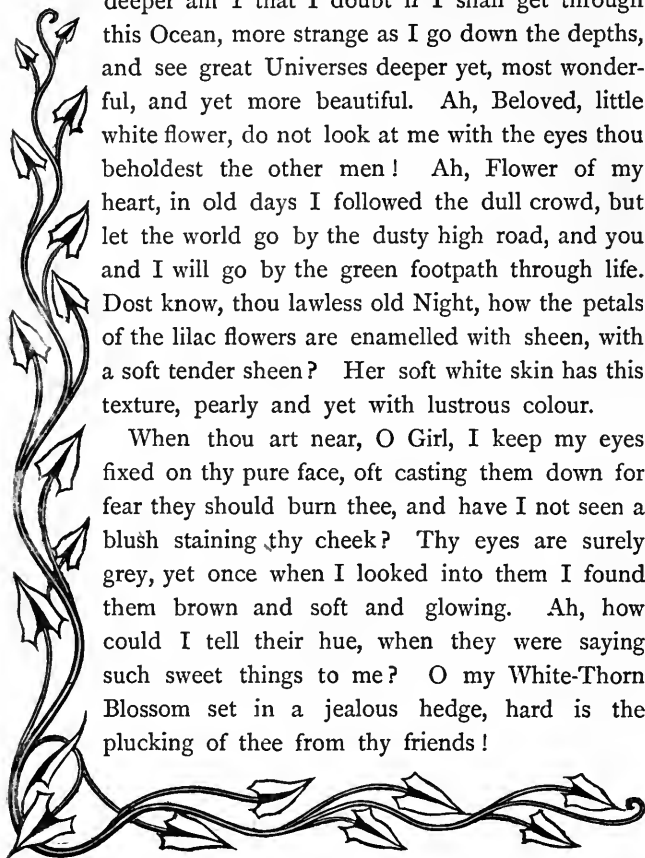 deeper am I that I doubt if I shall get through
this Ocean, more strange as I go down the depths,
and see great Universes deeper yet, most wonder-
ful, and yet more beautiful. Ah, Beloved, little
white flower, do not look at me with the eyes thou
beholdest the other men! Ah, Flower of my
heart, in old days I followed the dull crowd, but
let the world go by the dusty high road, and you
and I will go by the green footpath through life.
Dost know, thou lawless old Night, how the petals
of the lilac flowers are enamelled with sheen, with
a soft tender sheen? Her soft white skin has this
texture, pearly and yet with lustrous colour.
When thou art near, O Girl, I keep my eyes
fixed on thy pure face, oft casting them down for
fear they should burn thee, and have I not seen a
blush staining thy cheek? Thy eyes are surely
grey, yet once when I looked into them I found
them brown and soft and glowing. Ah, how
could I tell their hue, when they were saying
such sweet things to me? O my White-Thorn
Blossom set in a jealous hedge, hard is the
plucking of thee from thy friends!